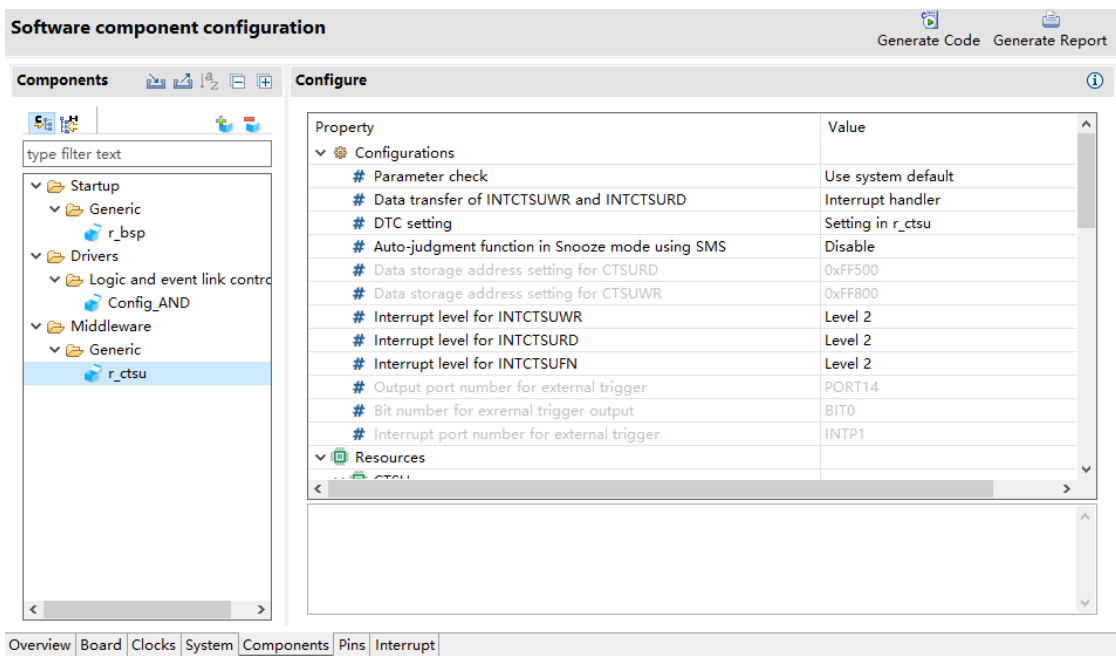 Software component configuration
Generate Code Generate Report
Components
Configure
type filter text
Startup
Generic
r_bsp
Drivers
Logic and event link contro
Config_AND
Middleware
Generic
r_ctsu
Property Value
Configurations
# Parameter check Use system default
# Data transfer of INTCTSUWR and INTCTSURD Interrupt handler
# DTC setting Setting in r_ctsu
# Auto-judgment function in Snooze mode using SMS Disable
# Data storage address setting for CTSURD 0xFF500
# Data storage address setting for CTSUWR 0xFF800
# Interrupt level for INTCTSUWR Level 2
# Interrupt level for INTCTSURD Level 2
# Interrupt level for INTCTSUFN Level 2
# Output port number for external trigger PORT14
# Bit number for exrernal trigger output BIT0
# Interrupt port number for external trigger INTP1
Resources
Overview Board Clocks System Components Pins Interrupt